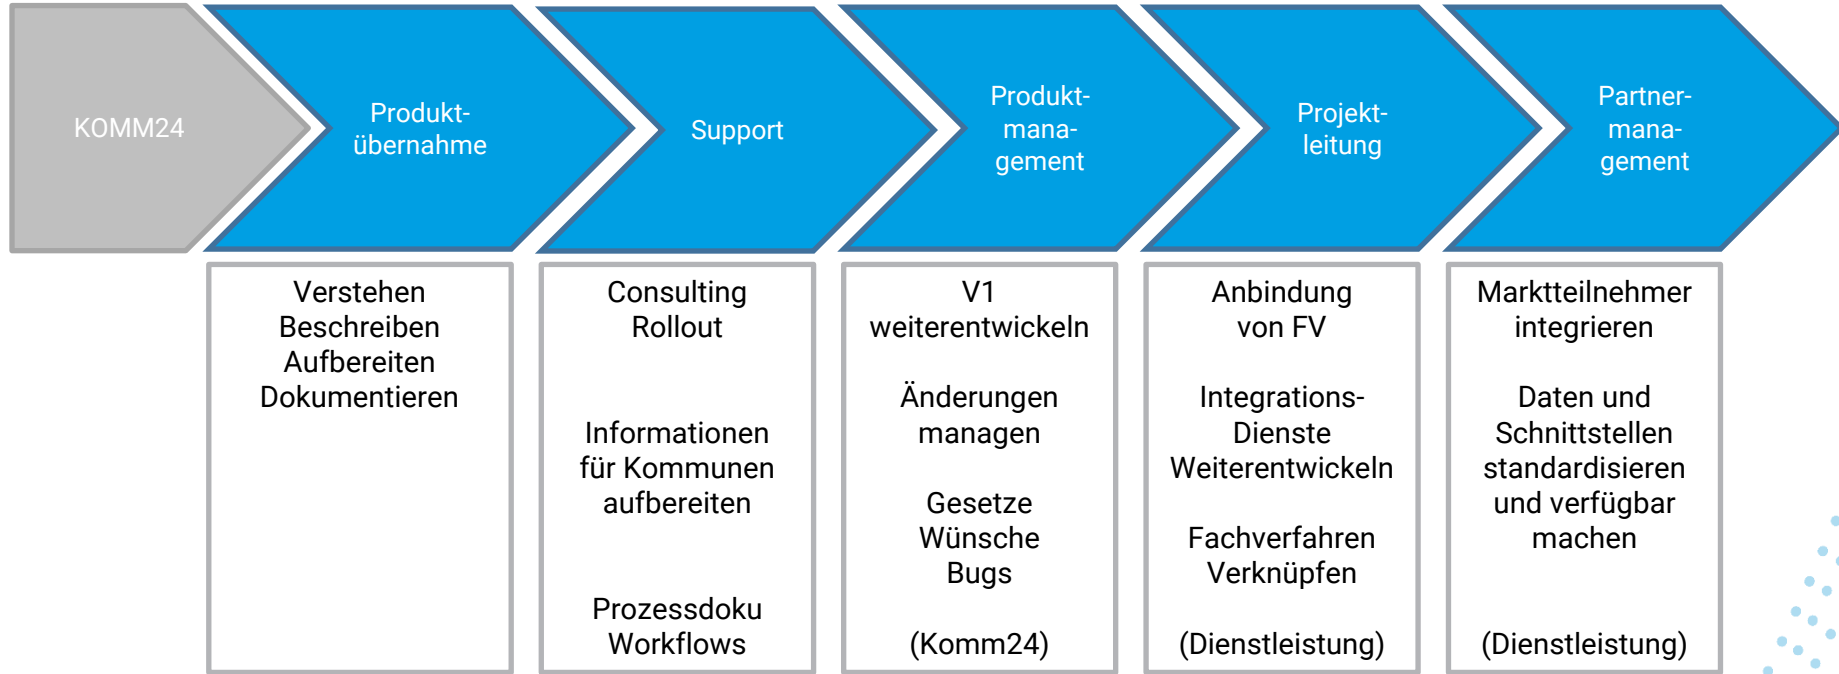 KOMM24
Produkt-
übernahme
Support
Produkt-
mana-
gement
Projekt-
leitung
Partner-
mana-
gement
Verstehen
Beschreiben
Aufbereiten
Dokumentieren
Consulting
Rollout
Informationen
für Kommunen
aufbereiten
Prozessdoku
Workflows
V1
weiterentwickeln
Änderungen
managen
Gesetze
Wünsche
Bugs
(Komm24)
Anbindung
von FV
Integrations-
Dienste
Weiterentwickeln
Fachverfahren
Verknüpfen
(Dienstleistung)
Marktteilnehmer
integrieren
Daten und
Schnittstellen
standardisieren
und verfügbar
machen
(Dienstleistung)